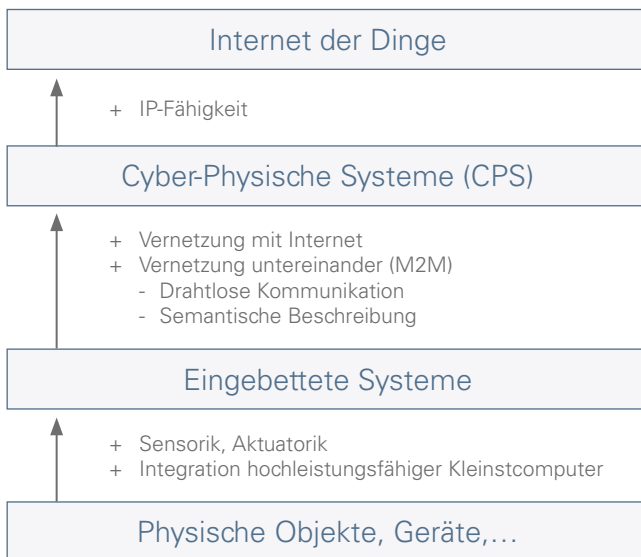 Internet der Dinge
+ IP-Fähigkeit
Cyber-Physische Systeme (CPS)
+ Vernetzung mit Internet
+ Vernetzung untereinander (M2M)
- Drahtlose Kommunikation
- Semantische Beschreibung
Eingebettete Systeme
+ Sensorik, Aktuatorik
+ Integration hochleistungsfähiger Kleinstcomputer
Physische Objekte, Geräte,…